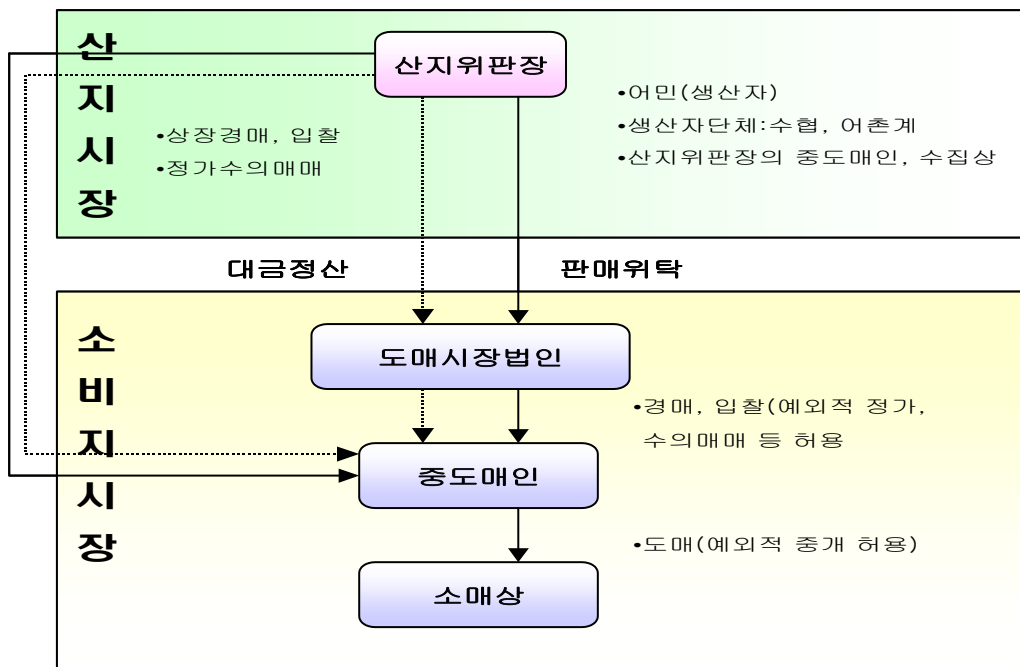 산지시장
산지위판장
•어민(생산자)
•생산자단체:수협, 어촌계
•산지위판장의 중도매인, 수집상
•상장경매, 입찰
•정가수의매매
대금정산
판매위탁
소비지시장
도매시장법인
•경매, 입찰(예외적 정가,
수의매매 등 허용
중도매인
•도매(예외적 중개 허용)
소매상